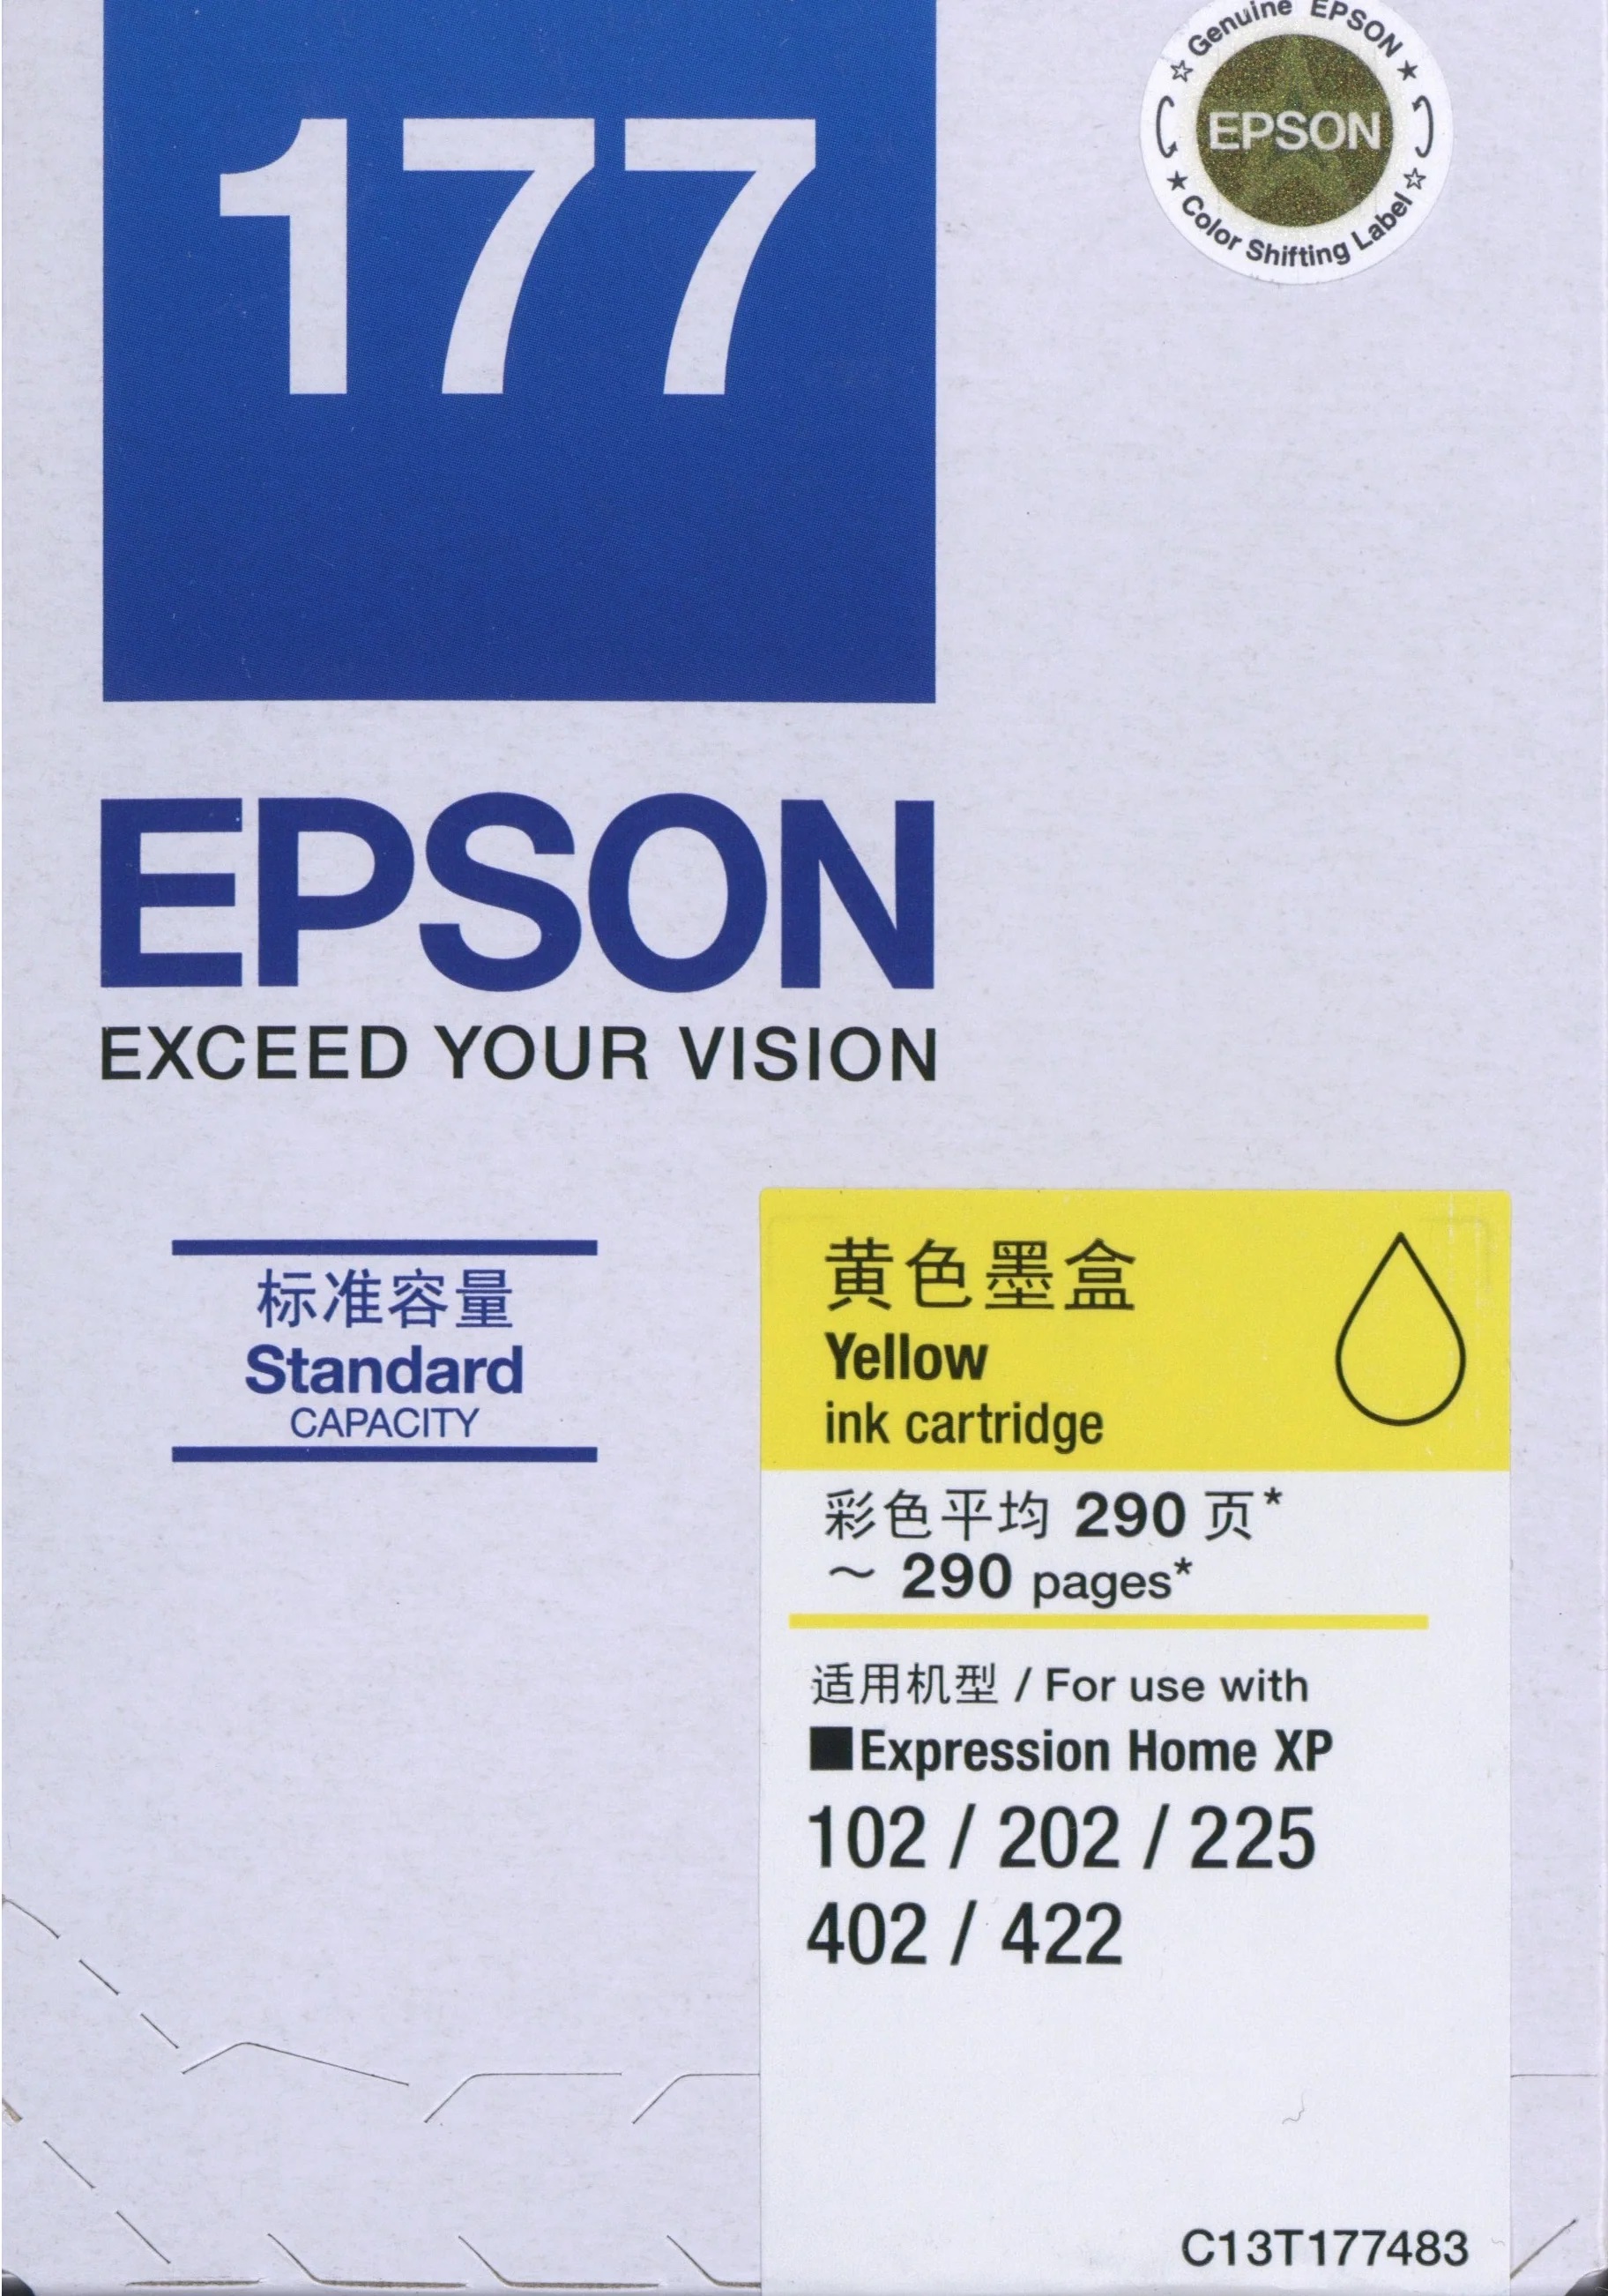 177
Genuine EPSON
EPSON
Color Shifting Label
EPSON
EXCEED YOUR VISION
标准容量
Standard
CAPACITY
黄色墨盒
Yellow
ink cartridge
彩色平均 290 页*
～ 290 pages*
适用机型 / For use with
■Expression Home XP
102 / 202 / 225
402 / 422
C13T177483